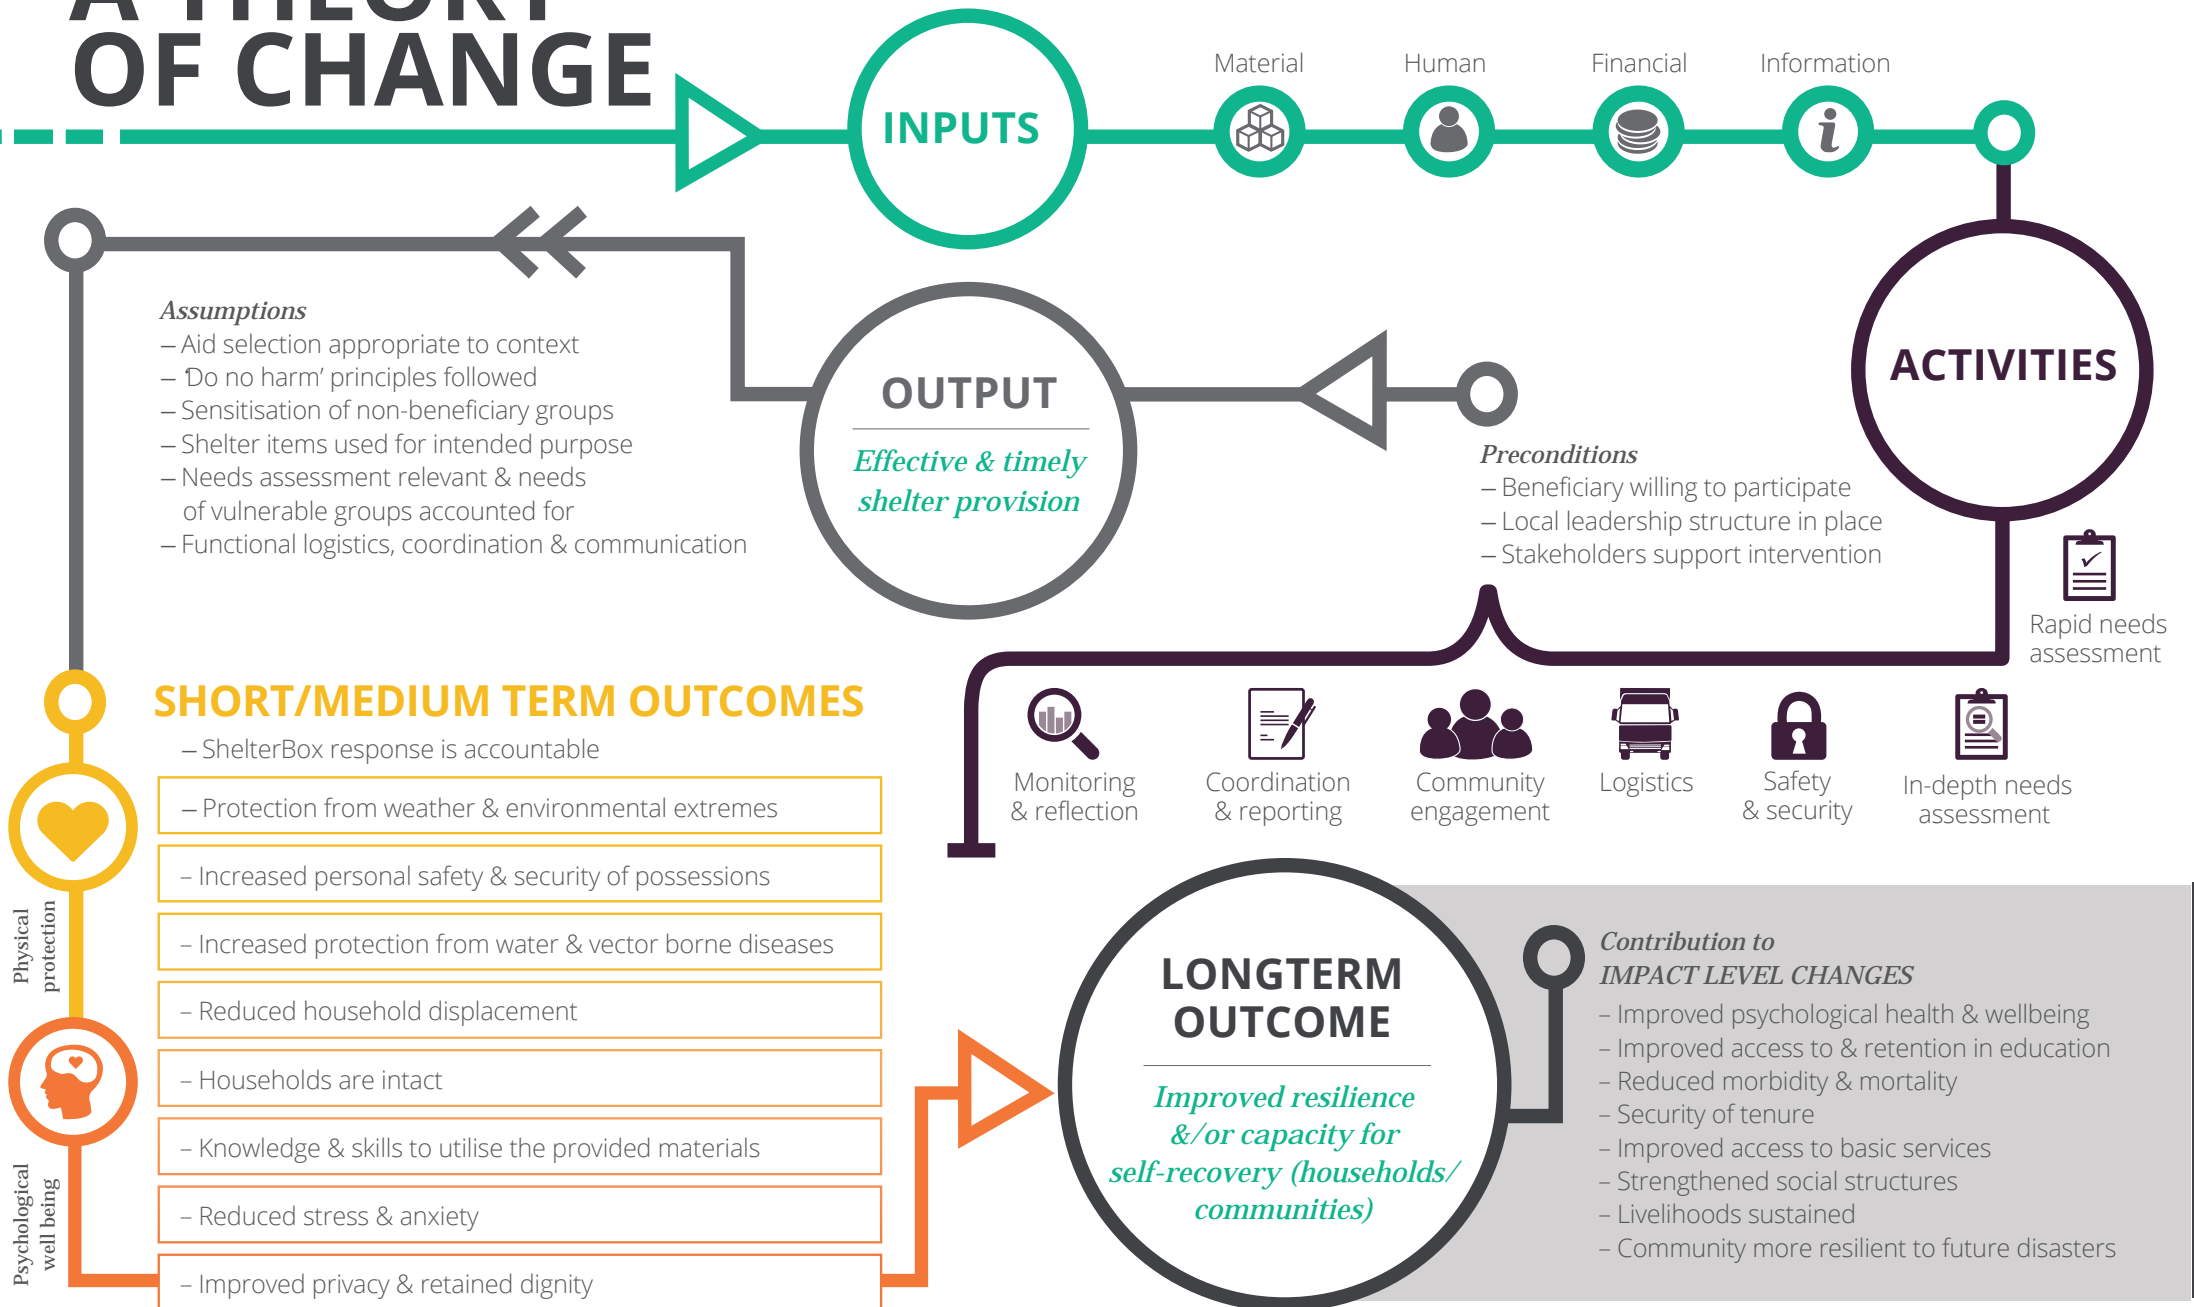 A THEORY
OF CHANGE
INPUTS
Material
Human
Financial
Information
ACTIVITIES
Rapid needs
assessment
In-depth needs
assessment
Safety
& security
Logistics
Community
engagement
Coordination
& reporting
Monitoring
& reflection
Preconditions
– Beneficiary willing to participate
– Local leadership structure in place
– Stakeholders support intervention
OUTPUT
Effective & timely
shelter provision
Assumptions
– Aid selection appropriate to context
– ‘Do no harm’ principles followed
– Sensitisation of non-beneficiary groups
– Shelter items used for intended purpose
– Needs assessment relevant & needs
of vulnerable groups accounted for
– Functional logistics, coordination & communication
SHORT/MEDIUM TERM OUTCOMES
– ShelterBox response is accountable
– Protection from weather & environmental extremes
– Increased personal safety & security of possessions
– Increased protection from water & vector borne diseases
– Reduced household displacement
– Households are intact
– Knowledge & skills to utilise the provided materials
– Reduced stress & anxiety
– Improved privacy & retained dignity
Physical
protection
Psychological
well being
LONGTERM
OUTCOME
Improved resilience
&/or capacity for
self-recovery (households/
communities)
Contribution to
IMPACT LEVEL CHANGES
– Improved psychological health & wellbeing
– Improved access to & retention in education
– Reduced morbidity & mortality
– Security of tenure
– Improved access to basic services
– Strengthened social structures
– Livelihoods sustained
– Community more resilient to future disasters